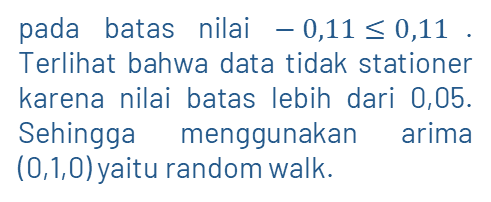 pada batas nilai − 0,11 ≤ 0,11 .
Terlihat bahwa data tidak stationer
karena nilai batas lebih dari 0,05.
Sehingga menggunakan arima
(0,1,0) yaitu random walk.